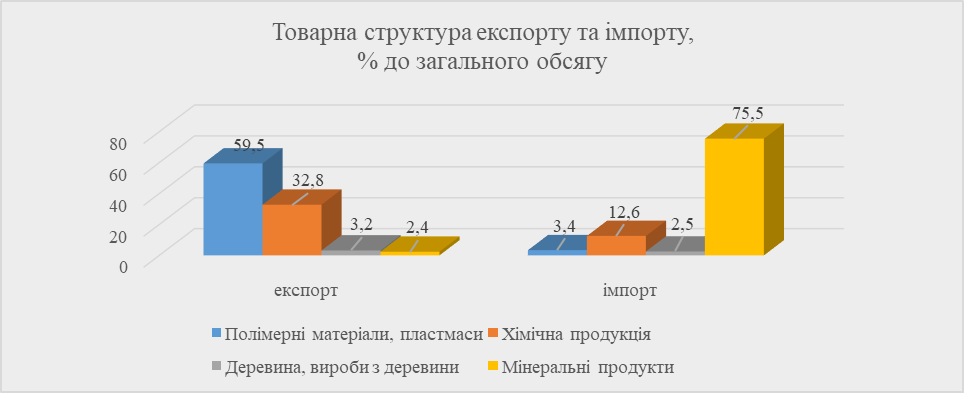 Товарна структура експорту та імпорту,
% до загального обсягу
80
60
40
20
0
59,5
32,8
3,2
2,4
3,4
12,6
2,5
75,5
експорт
імпорт
Полімерні матеріали, пластмаси
Хімічна продукція
Деревина, вироби з деревини
Мінеральні продукти